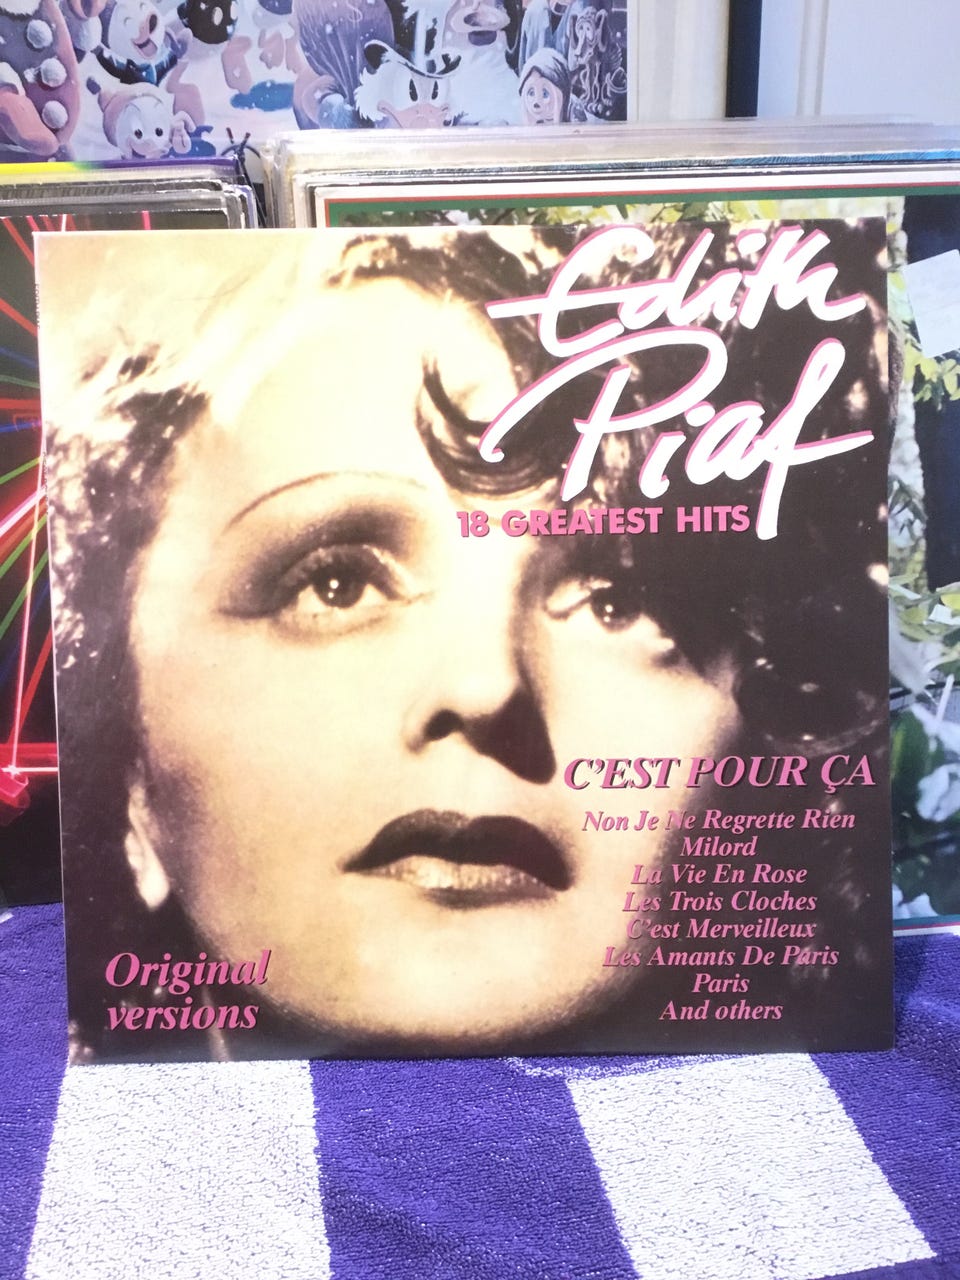 Edith
Piaf
18 GREATEST HITS
C'EST POUR ÇA
Non Je Ne Regrette Rien
Milord
La Vie En Rose
Les Trois Cloches
C'est Merveilleux
Les Amants De Paris
Paris
And others
Original
versions